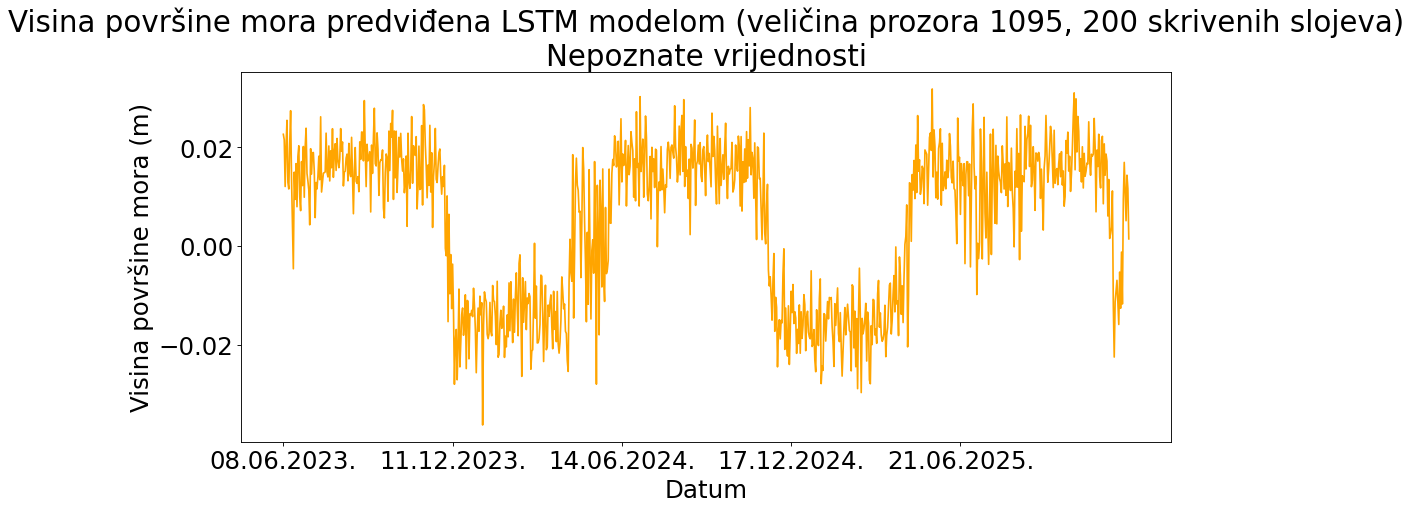 Visina površine mora predviđena LSTM modelom (veličina prozora 1095, 200 skrivenih slojeva)
Nepoznate vrijednosti
Visina površine mora (m)
0.02
0.00
−0.02
08.06.2023. 11.12.2023. 14.06.2024. 17.12.2024. 21.06.2025.
Datum